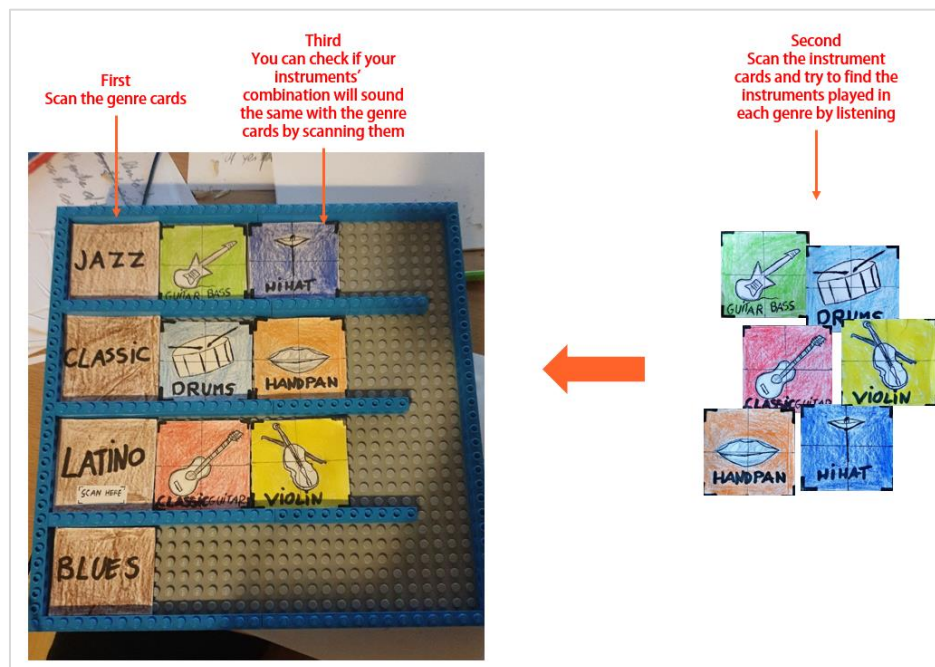 First
Scan the genre cards
Third
You can check if your
instruments'
combination will sound
the same with the genre
cards by scanning them
Second
Scan the instrument
cards and try to find the
instruments played in
each genre by listening
JAZZ
GUITAR BASS
HIHAT
CLASSIC
DRUMS
HANDPAN
LATINO
SCAN HERE
CLASSICGUITAR
VIOLIN
BLUES
GUITAR BASS
DRUMS
CLASSICGUITAR
VIOLIN
HANDPAN
HIHAT